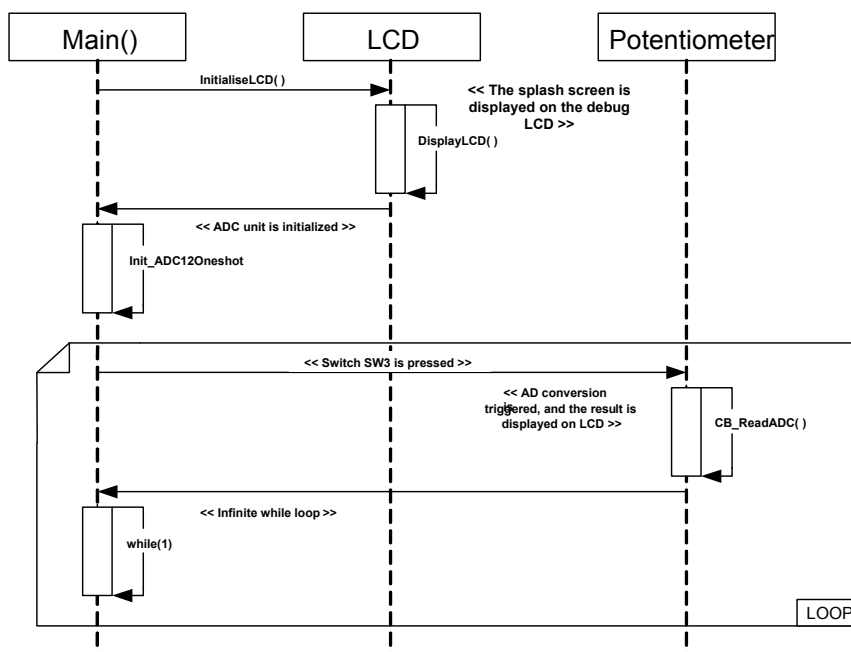 Main()
LCD
Potentiometer
InitialiseLCD( )
<< The splash screen is
displayed on the debug
LCD >>
DisplayLCD( )
<< ADC unit is initialized >>
Init_ADC12Oneshot
<< Switch SW3 is pressed >>
<< AD conversion
is
triggered, and the result is
displayed on LCD >>
CB_ReadADC( )
<< Infinite while loop >>
while(1)
LOOP